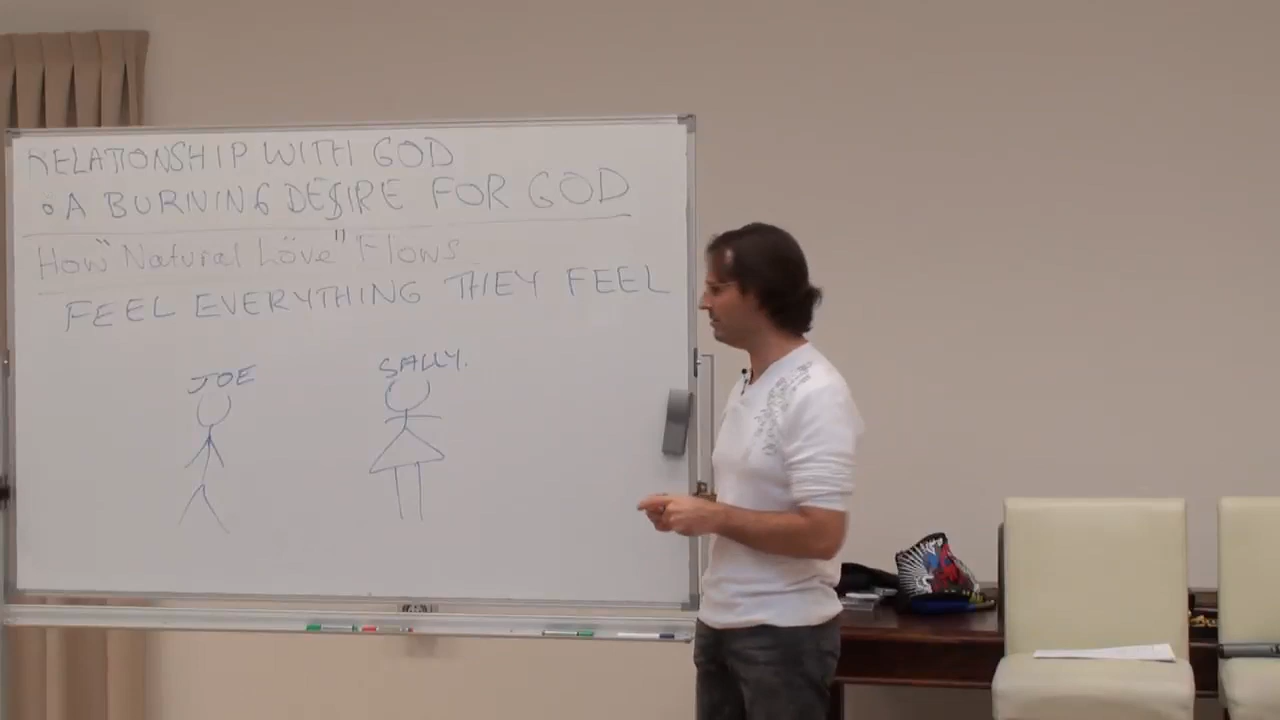 RELATIONSHIP WITH GOD
• A BURNING DESIRE FOR GOD
How "Natural Love" Flows
FEEL EVERYTHING THEY FEEL
JOE
SALLY.